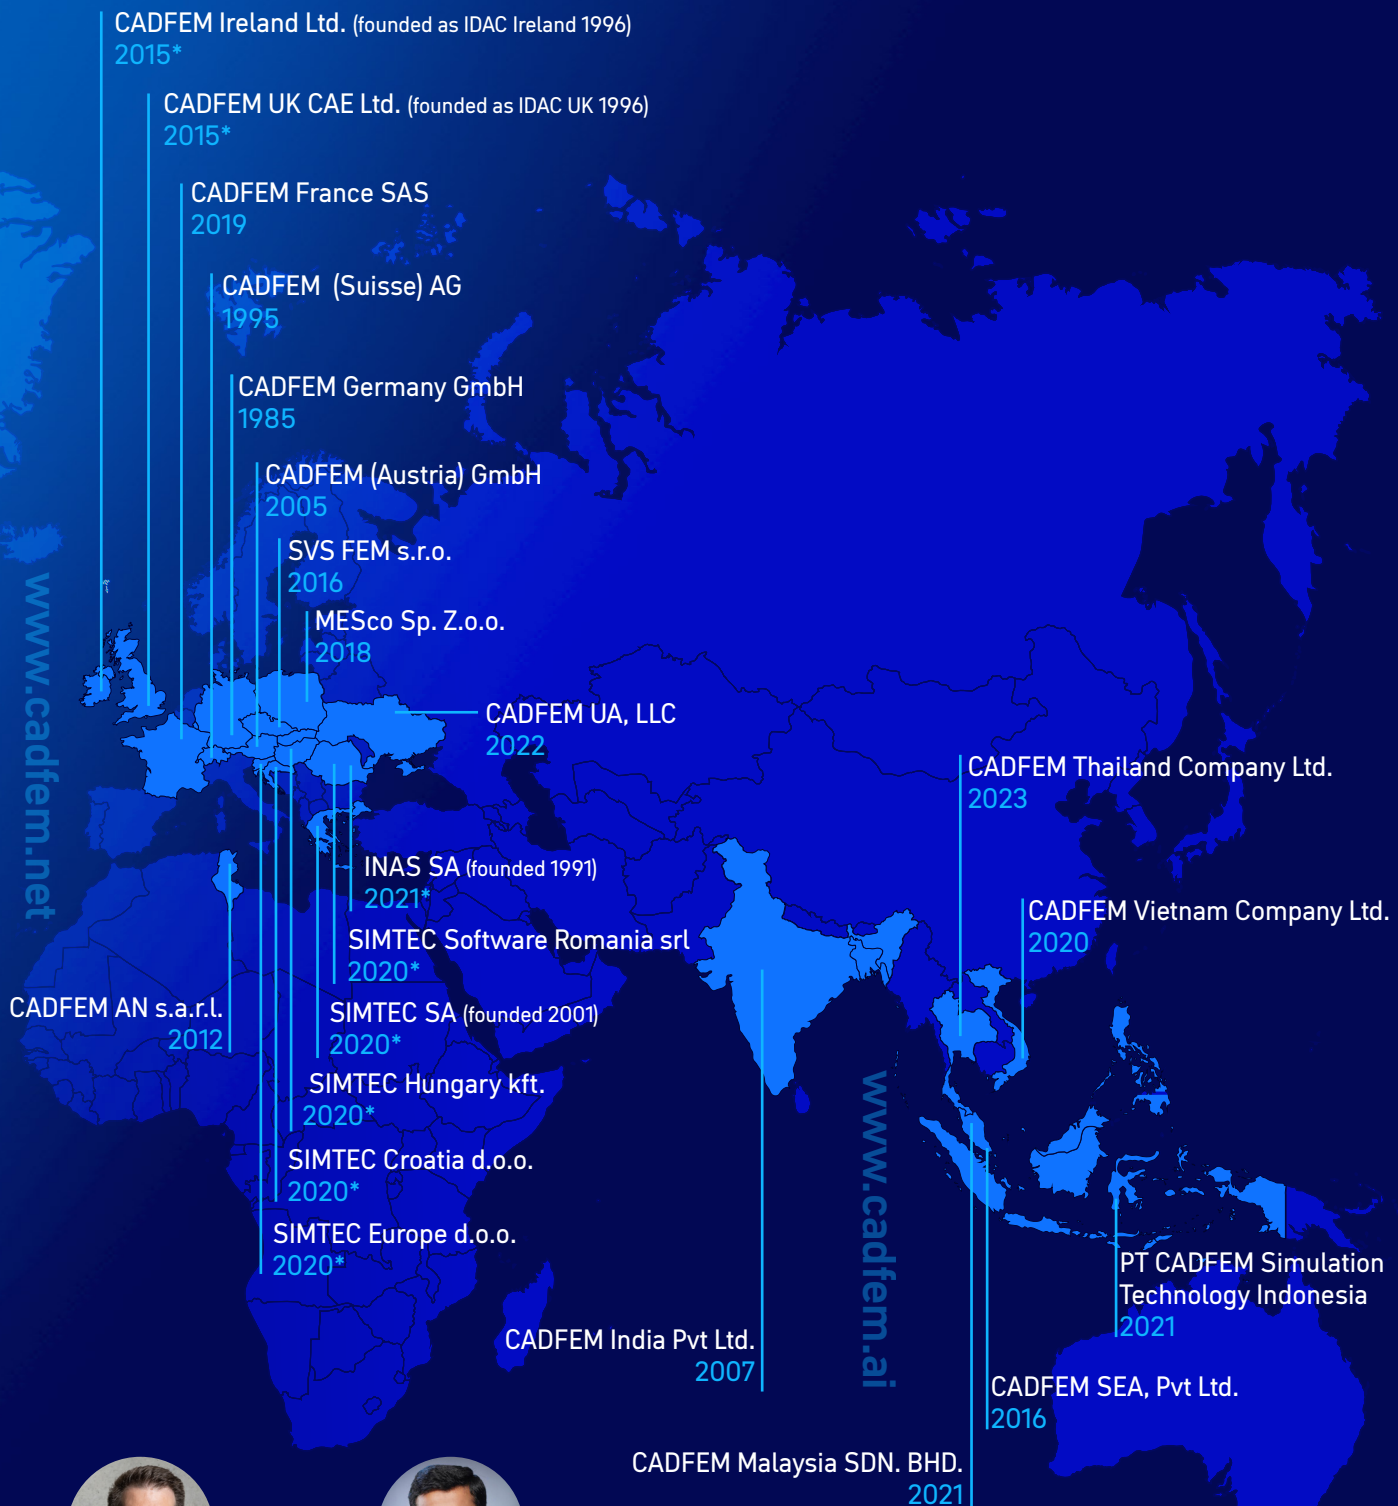 CADFEM Ireland Ltd. (founded as IDAC Ireland 1996)
2015*
CADFEM UK CAE Ltd. (founded as IDAC UK 1996)
2015*
CADFEM France SAS
2019
CADFEM (Suisse) AG
1995
CADFEM Germany GmbH
1985
CADFEM (Austria) GmbH
2005
SVS FEM s.r.o.
2016
MESco Sp. Z.o.o.
2018
CADFEM UA, LLC
2022
www.cadfem.net
CADFEM Thailand Company Ltd.
2023
INAS SA (founded 1991)
2021*
CADFEM Vietnam Company Ltd.
2020
SIMTEC Software Romania srl
2020*
CADFEM AN s.a.r.l.
2012
SIMTEC SA (founded 2001)
2020*
SIMTEC Hungary kft.
2020*
SIMTEC Croatia d.o.o.
2020*
SIMTEC Europe d.o.o.
2020*
www.cadfem.ai
PT CADFEM Simulation
Technology Indonesia
2021
CADFEM India Pvt Ltd.
2007
CADFEM SEA, Pvt Ltd.
2016
CADFEM Malaysia SDN. BHD.
2021